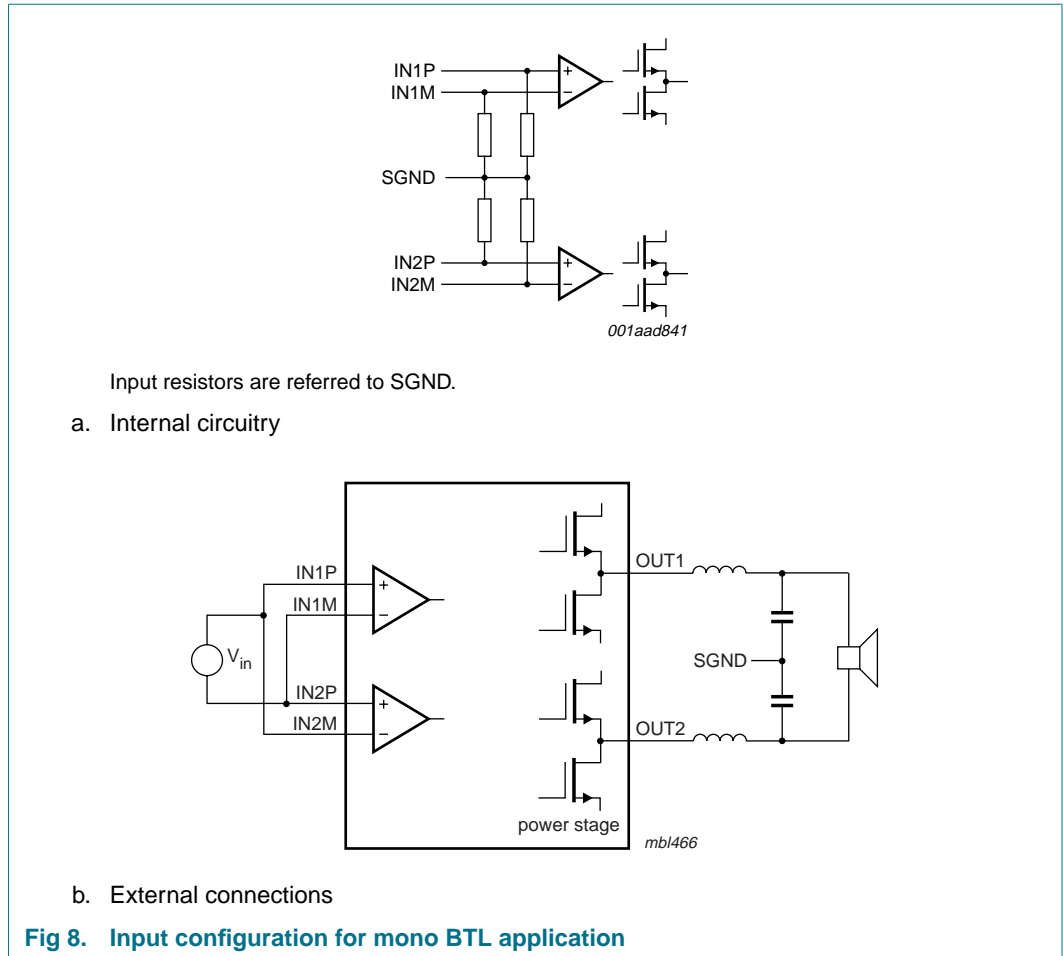 IN1P
IN1M
SGND
IN2P
IN2M
+
−
+
−
001aad841
Input resistors are referred to SGND.
a. Internal circuitry
IN1P
IN1M
V_in
IN2P
IN2M
+
−
+
−
OUT1
SGND
OUT2
power stage
mbl466
b. External connections
Fig 8. Input configuration for mono BTL application